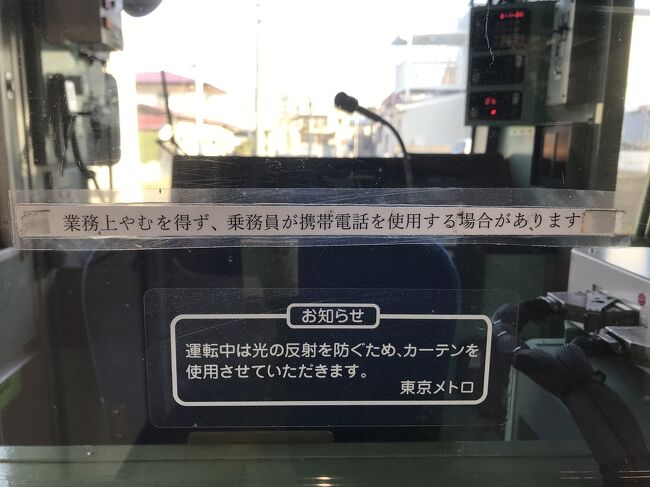 業務上やむを得ず、乗務員が携帯電話を使用する場合があります
お知らせ
運転中は光の反射を防ぐため、カーテンを
使用させていただきます。
東京メトロ